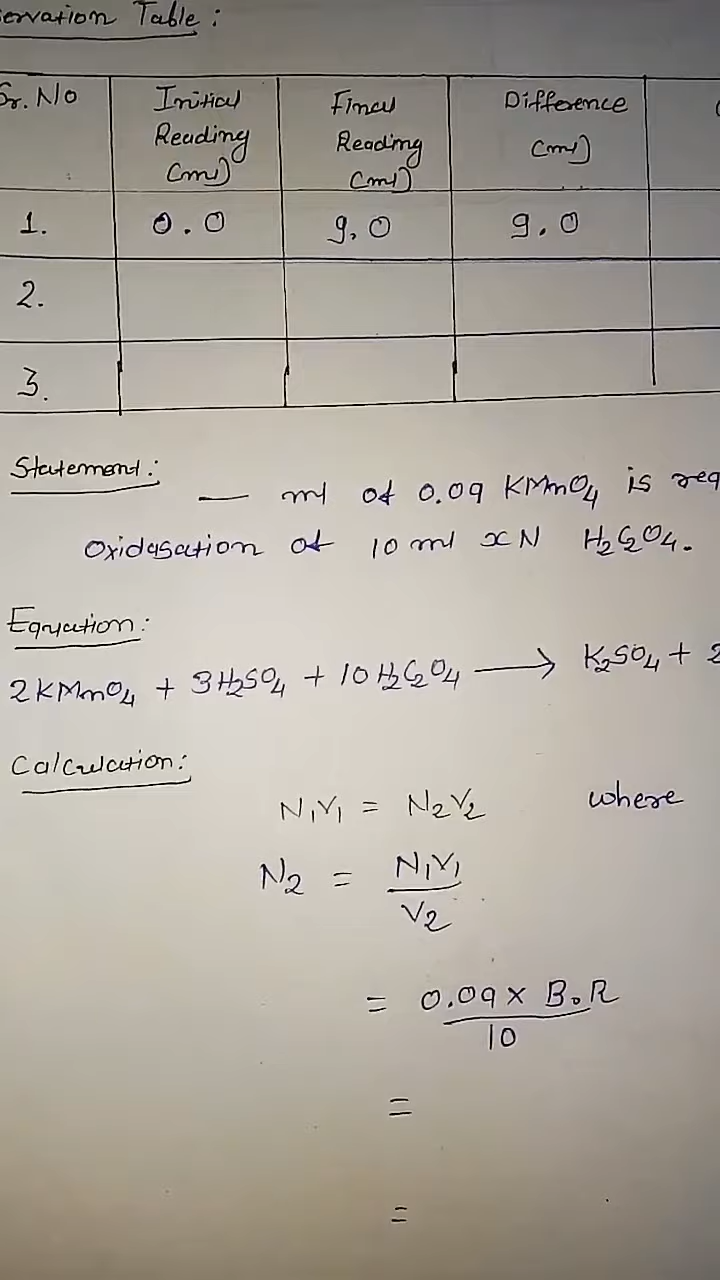 ervation Table :
Sr. No Initial Reading (ml) Final Reading (ml) Difference (ml)
1. 0.0 9.0 9.0
2.
3.
Statement :
— ml of 0.09 KMnO4 is req
Oxidasation of 10 ml xN H2C2O4.
Equation :
2KMnO4 + 3H2SO4 + 10H2C2O4 → K2SO4 + 2
Calculation :
N1V1 = N2V2 where
N2 = N1V1 / V2
= 0.09 x B.R / 10
=
=